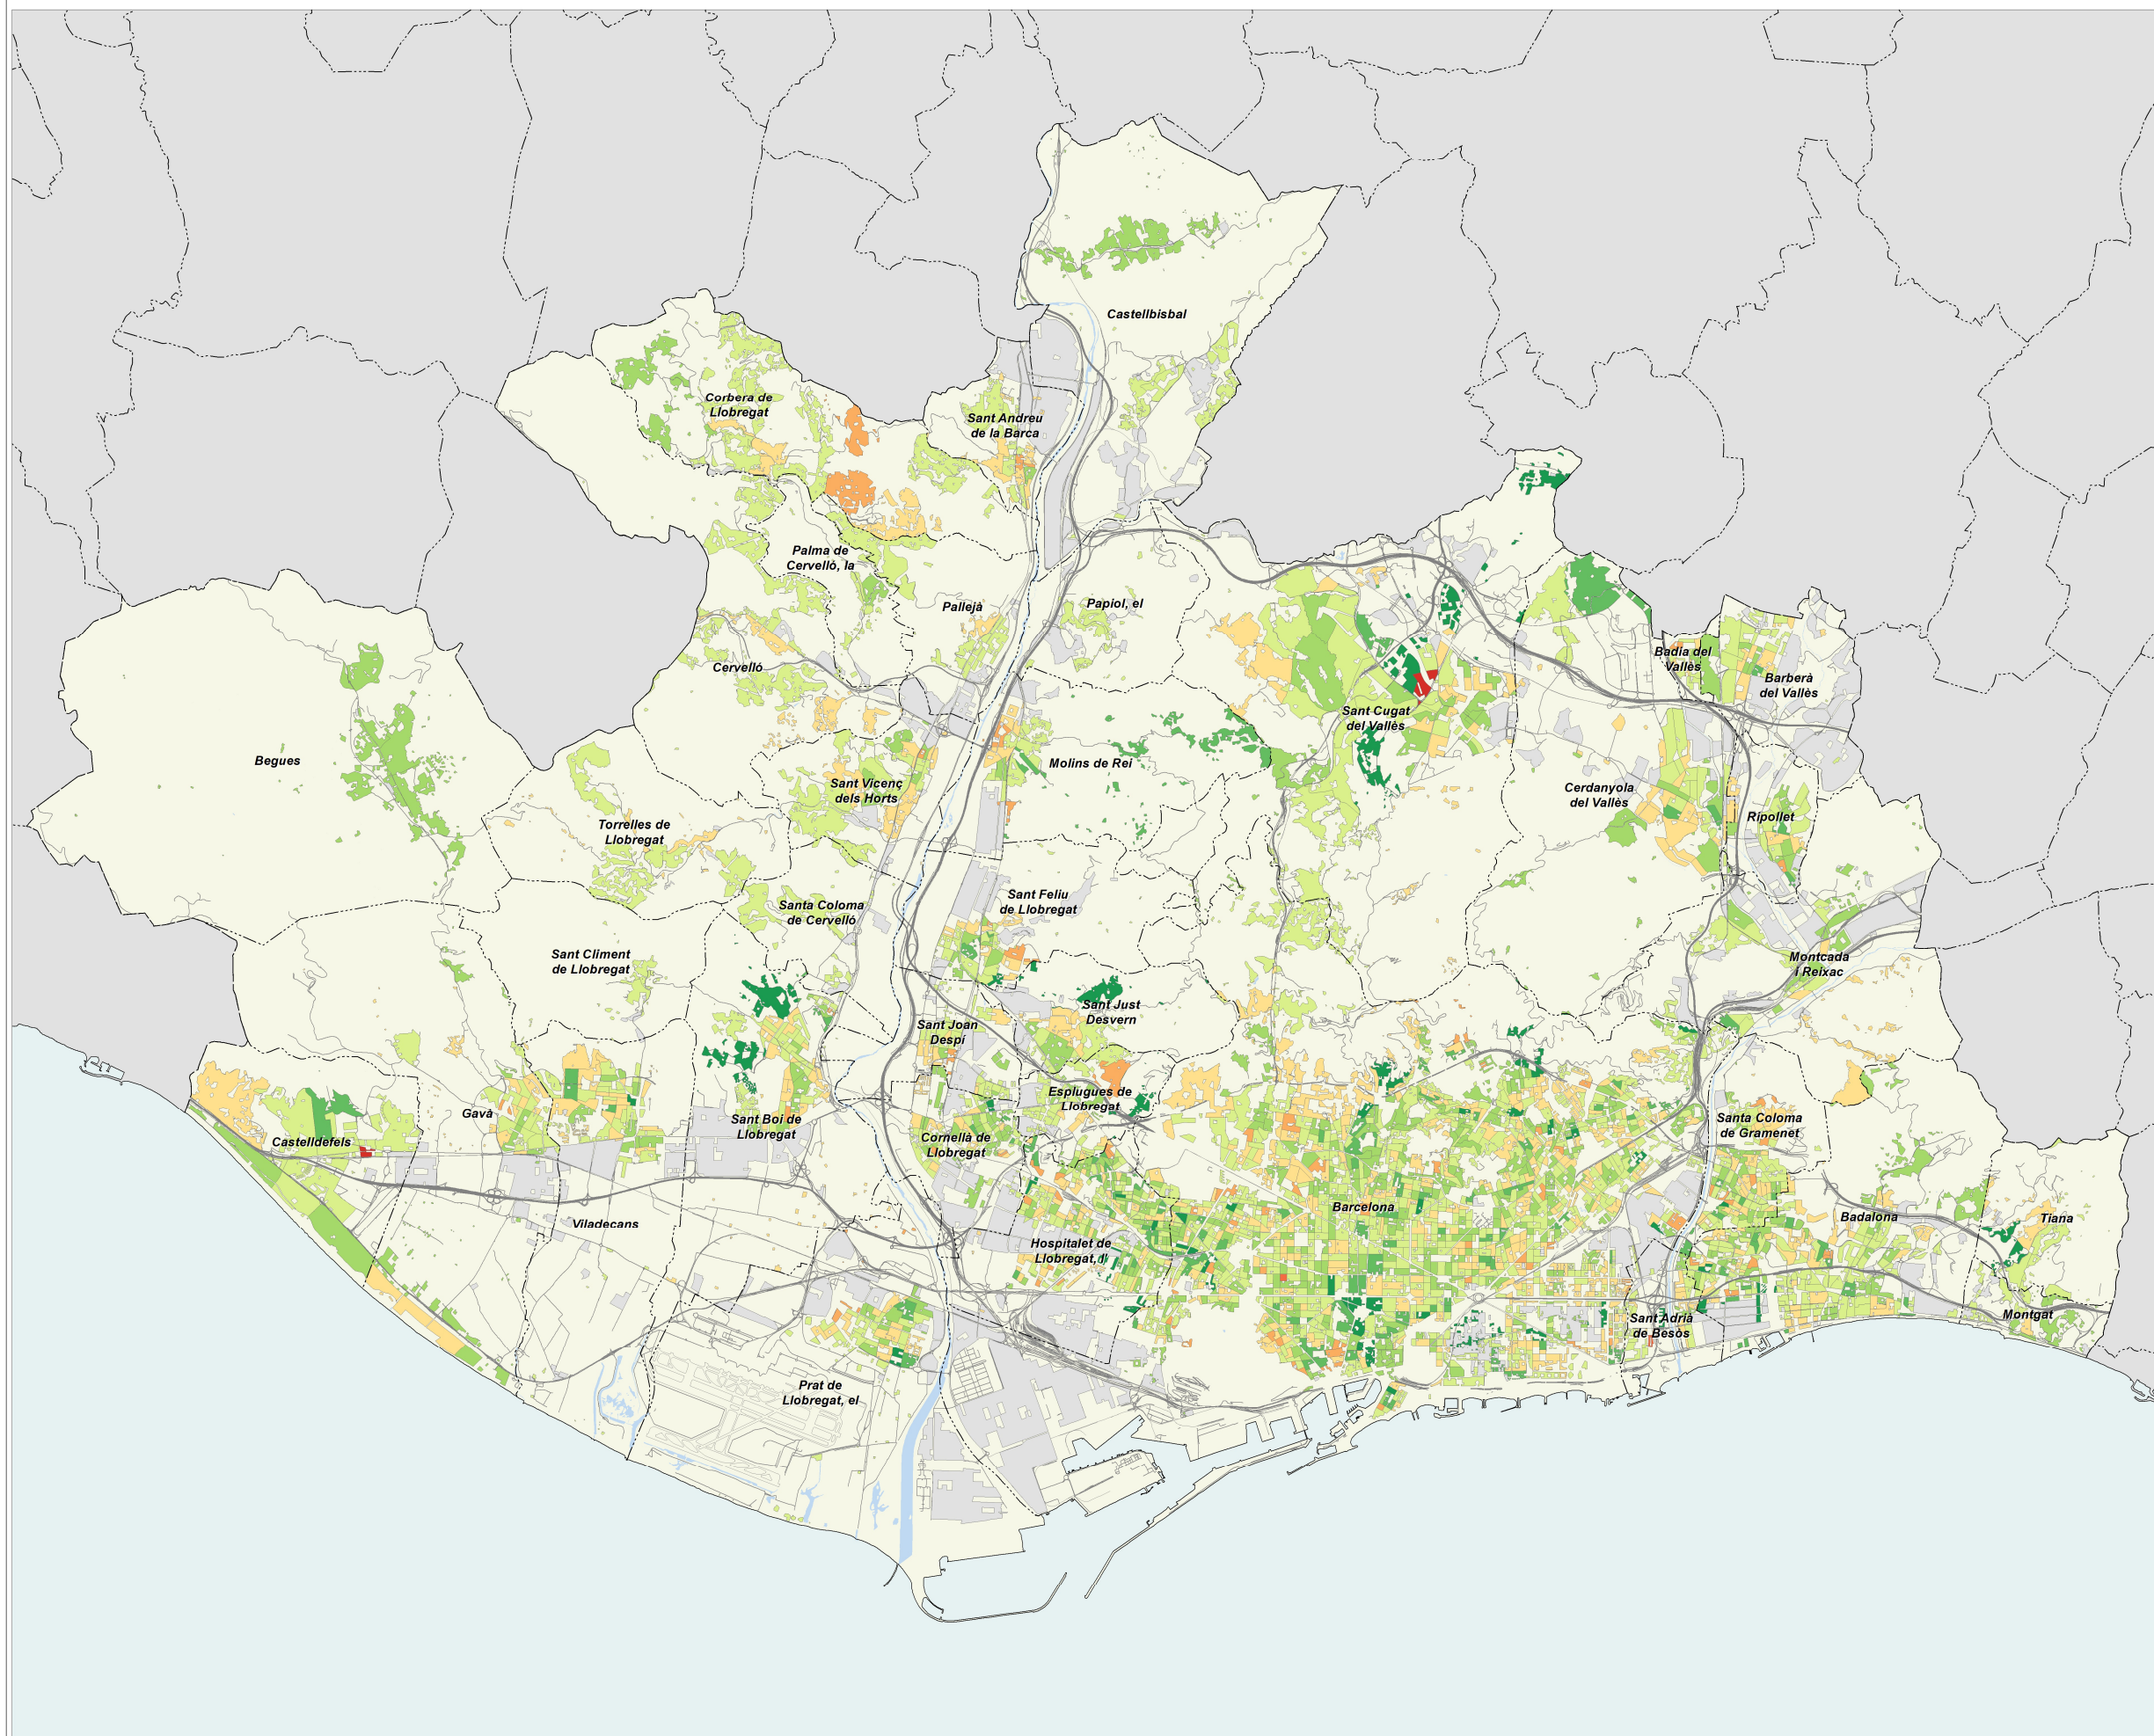 Castellbisbal
Corbera de
Llobregat
Sant Andreu
de la Barca
Palma de
Cervelló, la
Pallejà
Papiol, el
Cervelló
Badia del
Vallès
Barberà
del Vallès
Sant Cugat
del Vallès
Begues
Molins de Rei
Sant Vicenç
dels Horts
Cerdanyola
del Vallès
Ripollet
Torrelles de
Llobregat
Sant Feliu
de Llobregat
Santa Coloma
de Cervelló
Sant Climent
de Llobregat
Montcada
i Reixac
Sant Just
Desvern
Sant Joan
Despí
Esplugues de
Llobregat
Gavà
Castelldefels
Sant Boi de
Llobregat
Santa Coloma
de Gramenet
Cornellà de
Llobregat
Barcelona
Viladecans
Badalona
Tiana
Hospitalet de
Llobregat, l'
Montgat
Sant Adrià
de Besòs
Prat de
Llobregat, el